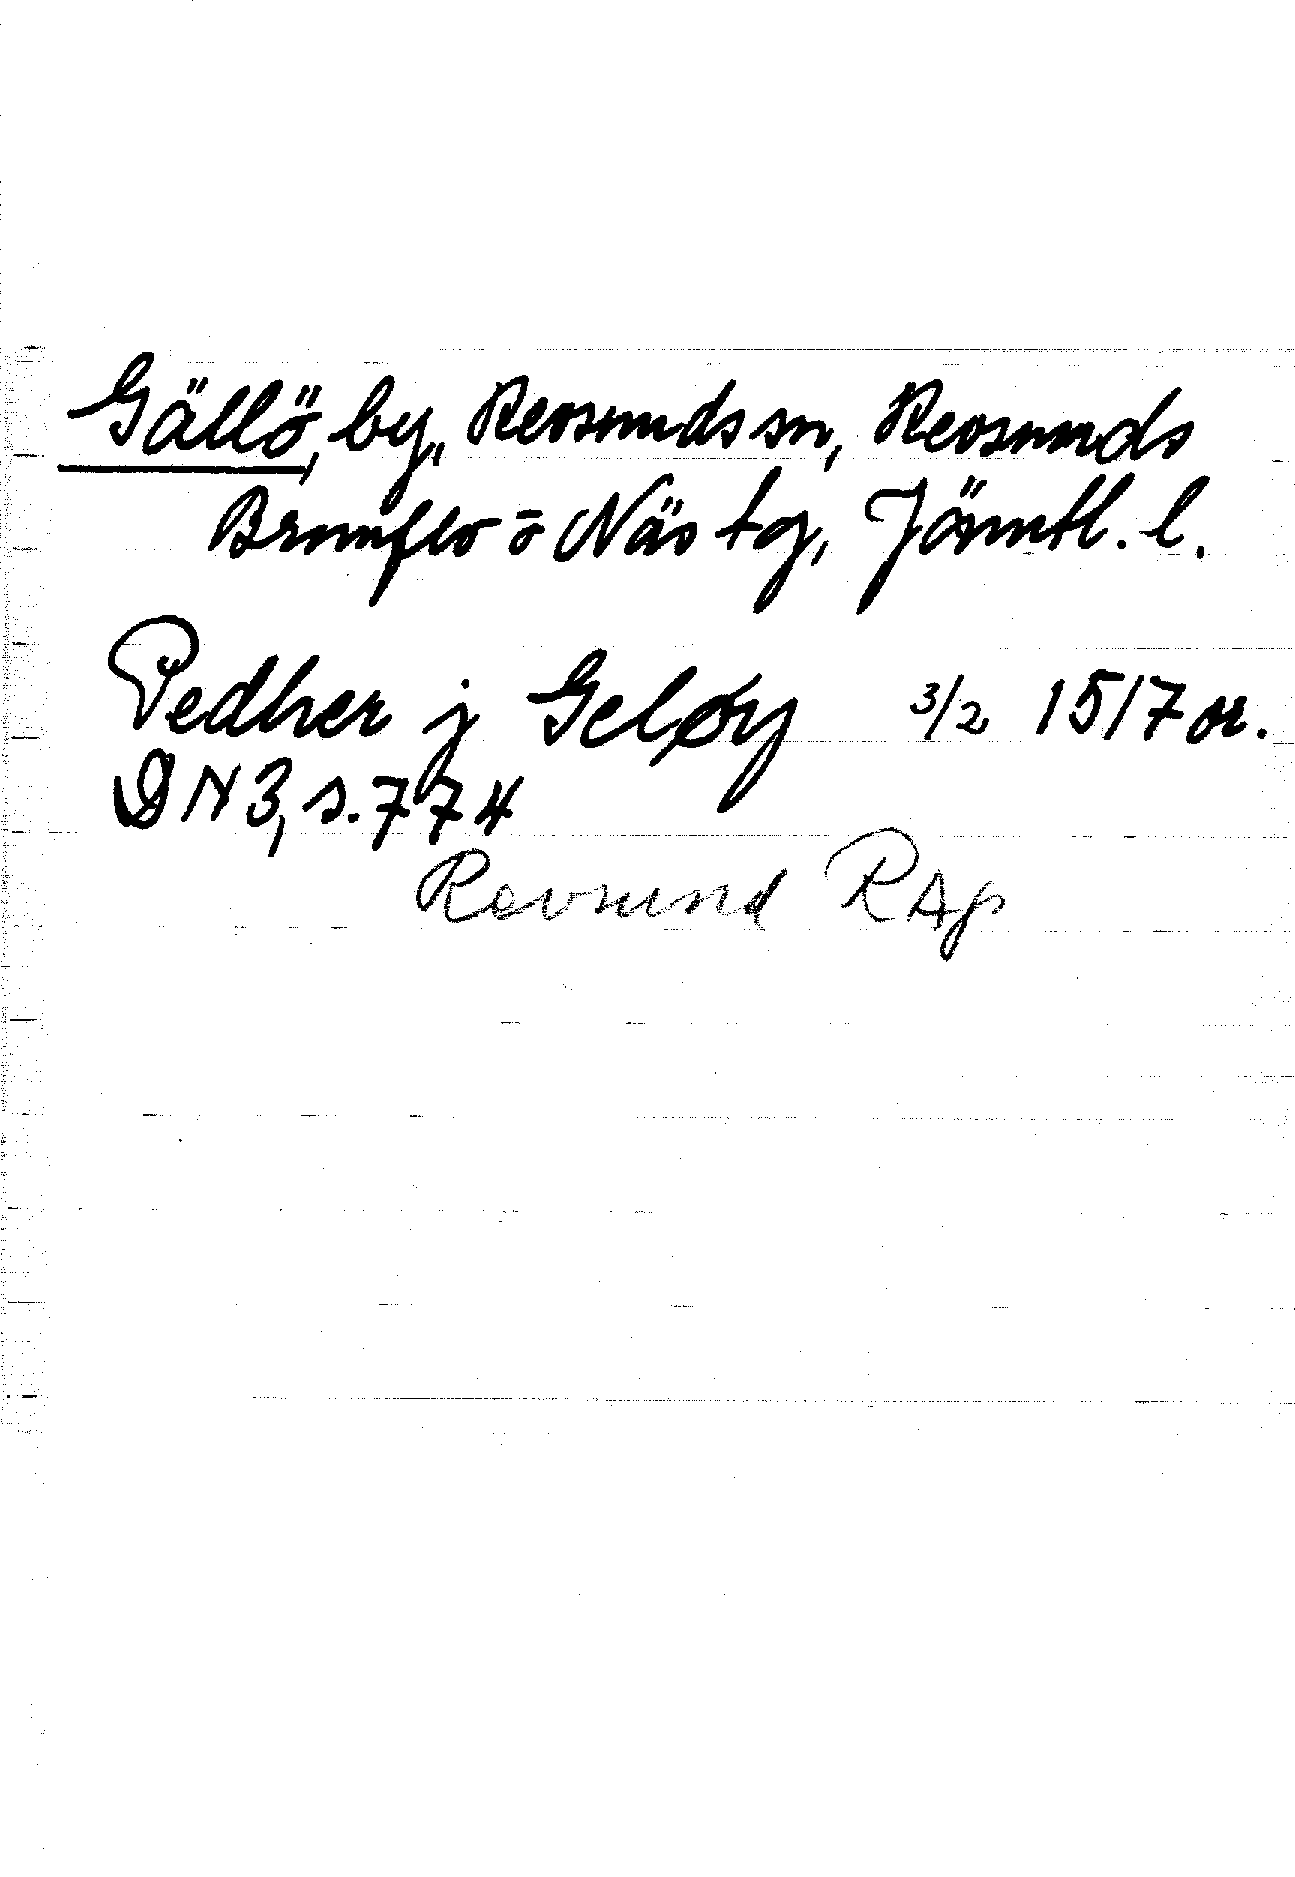 Gällö, by, Revsunds sn, Revsunds
Brunflo o Näs tg, Jämtl. l.
Pedher j Geløy 3/2 1517 or.
DN 3, s. 774
Revsund RAp